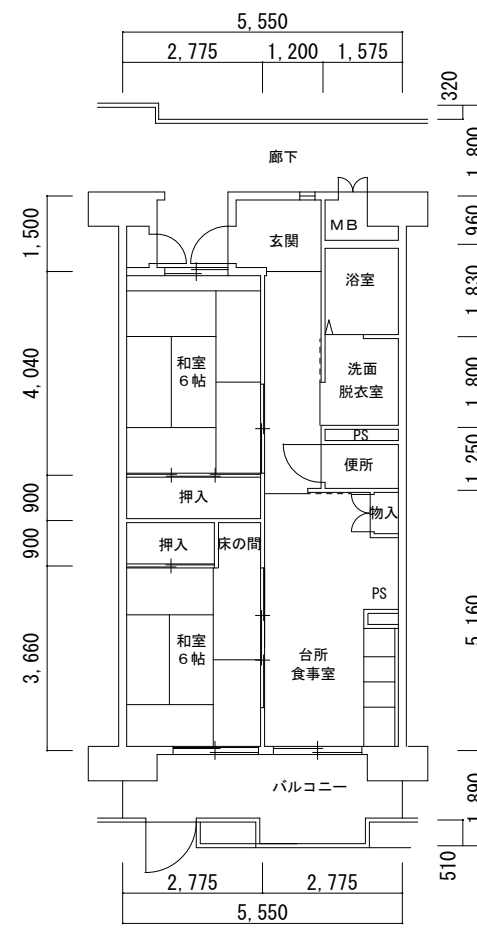 5,550
2,775
1,200
1,575
320
廊下
1,800
1,500
玄関
MB
960
浴室
1,830
4,040
和室
6帖
洗面
脱衣室
1,800
PS
便所
1,250
900
押入
物入
900
押入
床の間
PS
3,660
和室
6帖
台所
食事室
5,160
バルコニー
1,890
510
2,775
2,775
5,550